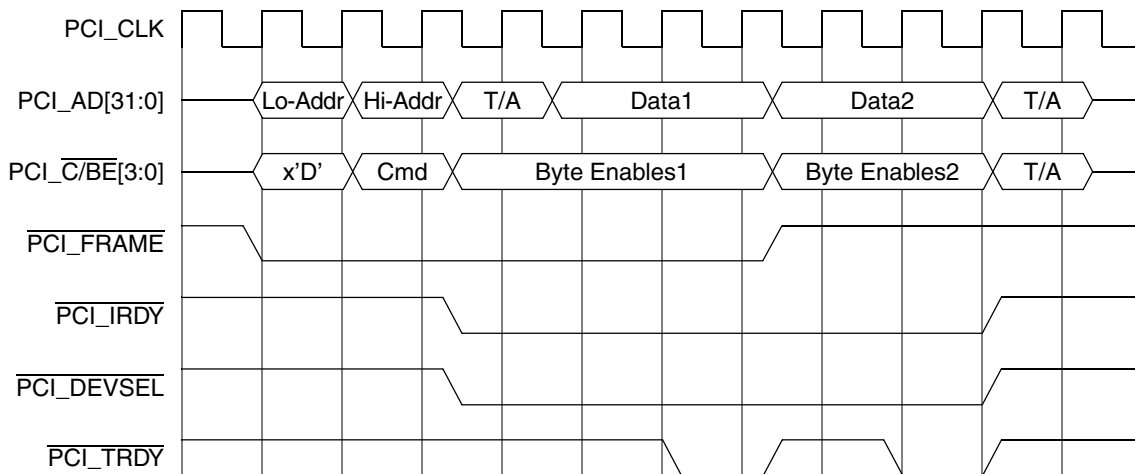 PCI_CLK
PCI_AD[31:0] Lo-Addr Hi-Addr T/A Data1 Data2 T/A
PCI_C/BE[3:0] x’D’ Cmd Byte Enables1 Byte Enables2 T/A
PCI_FRAME
PCI_IRDY
PCI_DEVSEL
PCI_TRDY